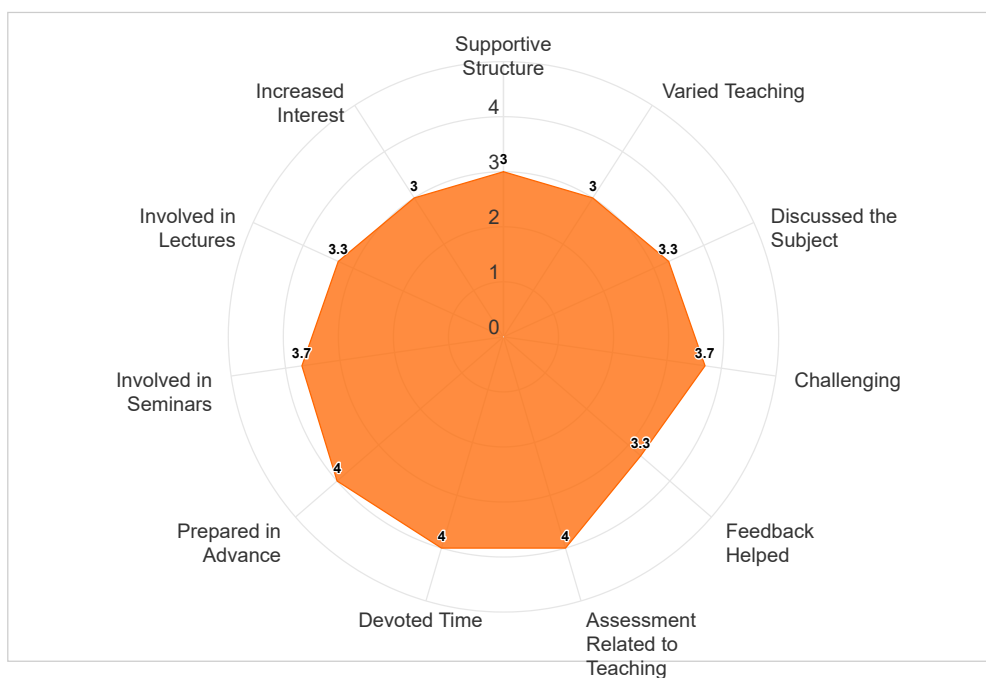 Supportive
Structure
Increased
Interest
Varied Teaching
4
3
3
3
3
2
Involved in
Lectures
Discussed the
Subject
3.3
3.3
1
0
3.7
3.7
Involved in
Seminars
Challenging
3.3
4
Prepared in
Advance
Feedback
Helped
4
4
Devoted Time
Assessment
Related to
Teaching